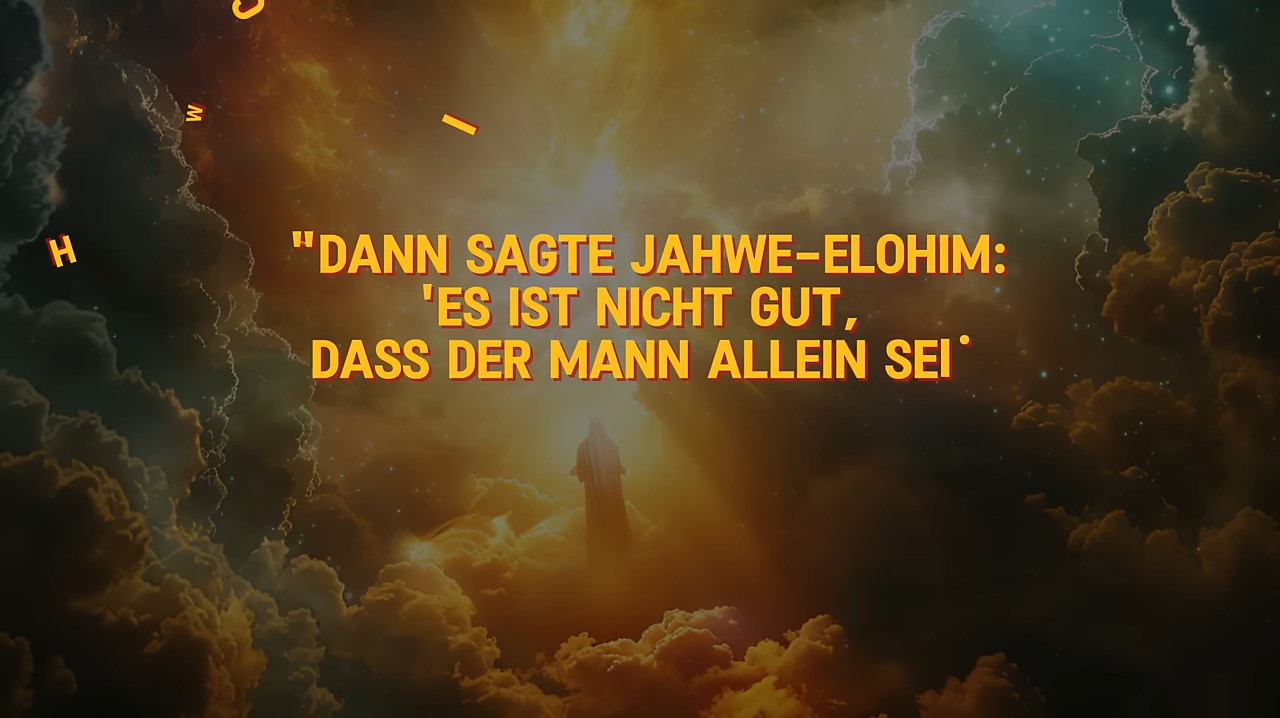 "DANN SAGTE JAHWE-ELOHIM:
'ES IST NICHT GUT,
DASS DER MANN ALLEIN SEI